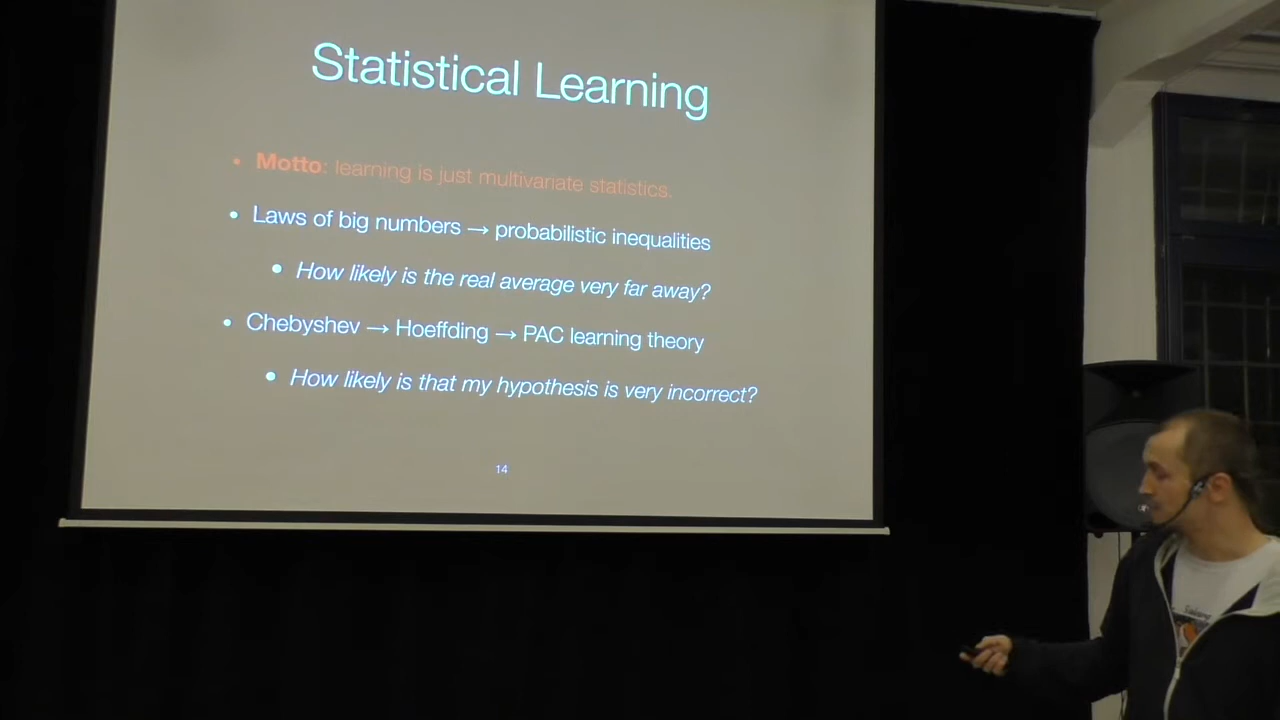 Statistical Learning
• Motto: learning is just multivariate statistics.
• Laws of big numbers → probabilistic inequalities
• How likely is the real average very far away?
• Chebyshev → Hoeffding → PAC learning theory
• How likely is that my hypothesis is very incorrect?
14